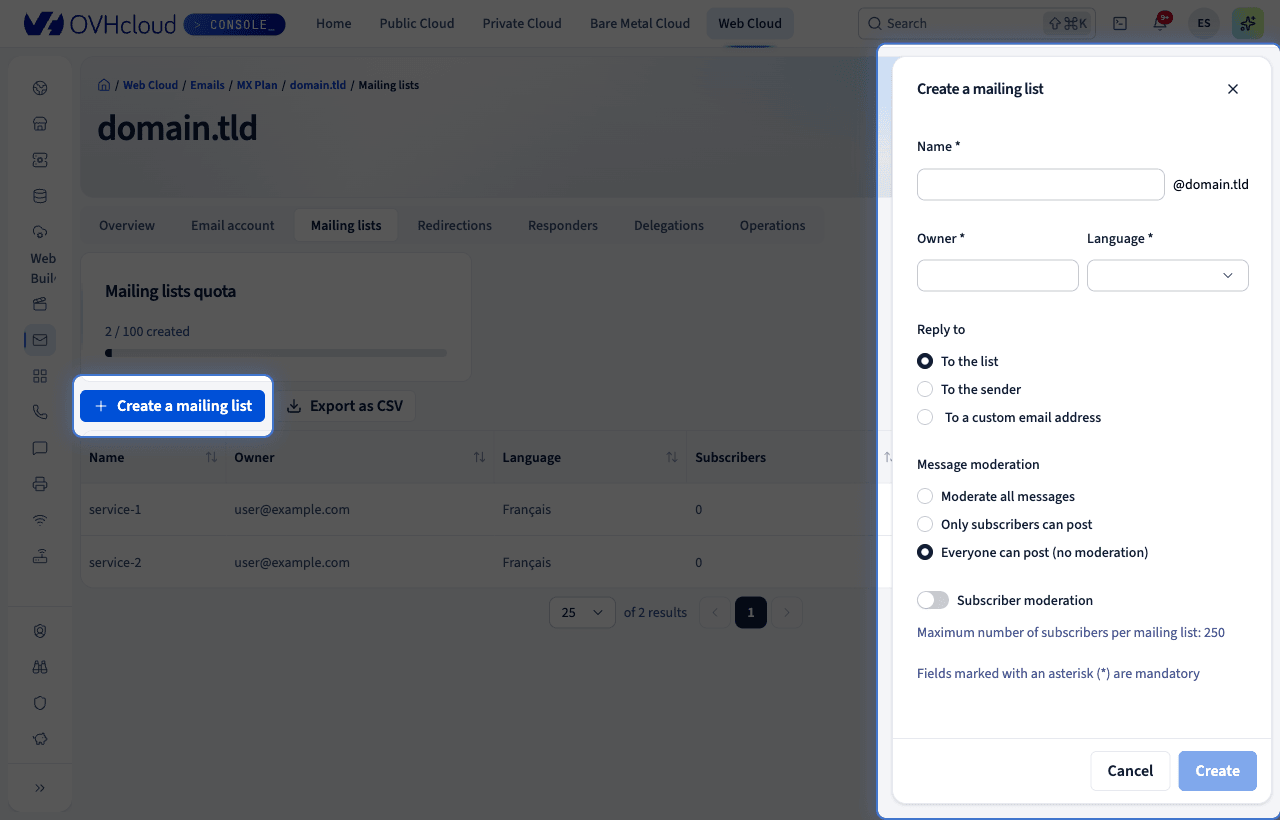 OVHcloud > CONSOLE_ Home Public Cloud Private Cloud Bare Metal Cloud Web Cloud Search ⇧⌘K 9+ ES
/ Web Cloud / Emails / MX Plan / domain.tld / Mailing lists
domain.tld
Overview Email account Mailing lists Redirections Responders Delegations Operations
Web
Mailing lists quota
2 / 100 created
+ Create a mailing list Export as CSV
Name Owner Language Subscribers
service-1 user@example.com Français 0
service-2 user@example.com Français 0
25 of 2 results 1
Create a mailing list
Name *
@domain.tld
Owner * Language *
Reply to
To the list
To the sender
To a custom email address
Message moderation
Moderate all messages
Only subscribers can post
Everyone can post (no moderation)
Subscriber moderation
Maximum number of subscribers per mailing list: 250
Fields marked with an asterisk (*) are mandatory
Cancel Create